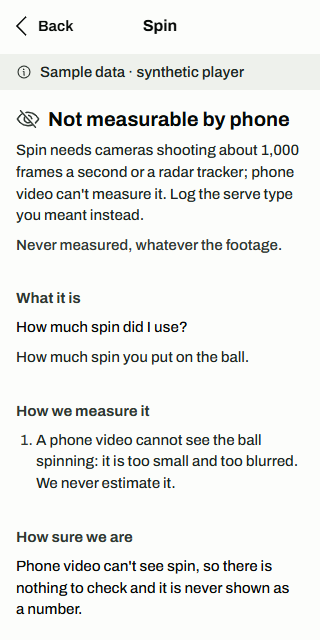 Back
Spin
Sample data · synthetic player
Not measurable by phone
Spin needs cameras shooting about 1,000
frames a second or a radar tracker; phone
video can't measure it. Log the serve type
you meant instead.
Never measured, whatever the footage.
What it is
How much spin did I use?
How much spin you put on the ball.
How we measure it
1. A phone video cannot see the ball
spinning: it is too small and too blurred.
We never estimate it.
How sure we are
Phone video can't see spin, so there is
nothing to check and it is never shown as
a number.